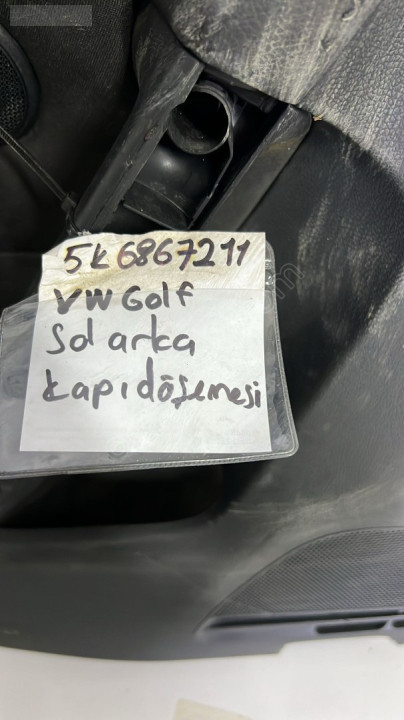 5K6867211
VW Golf
Sol arka
kapı döşemesi